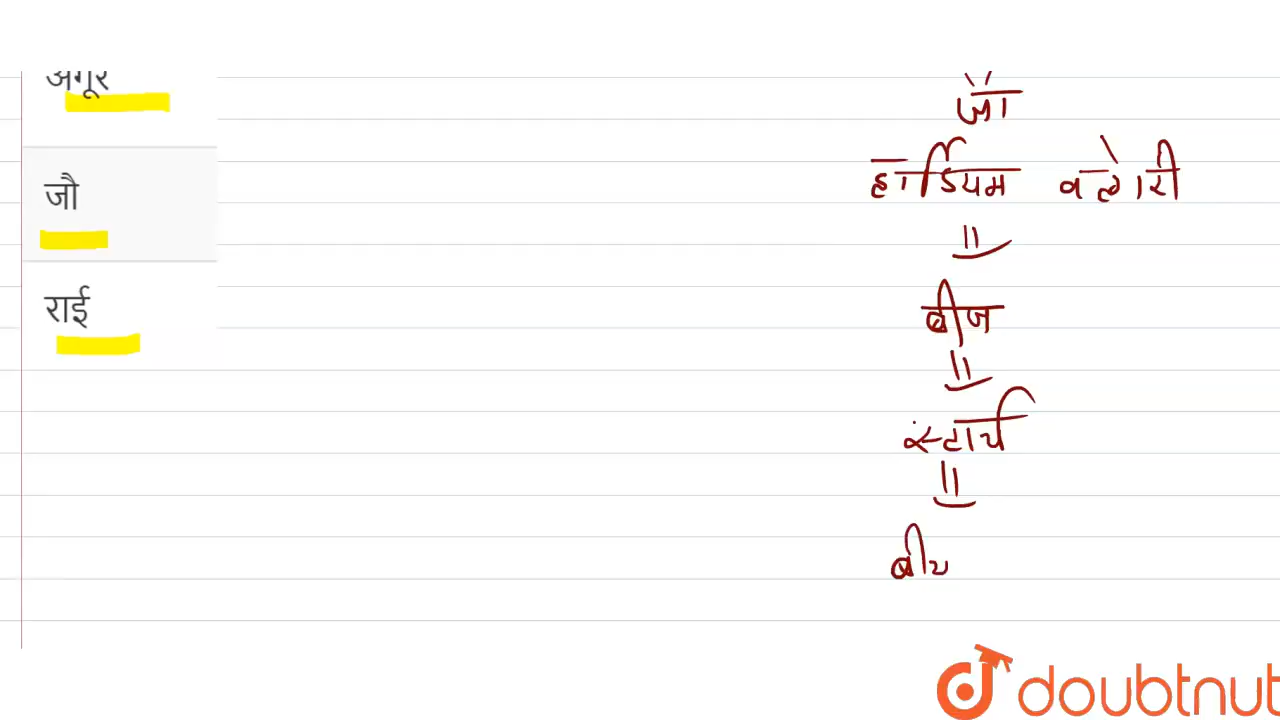 अंगूर
जौ
राई
जौ
हार्डियम वल्गेरी
बीज
स्टार्च
बीय
doubtnut